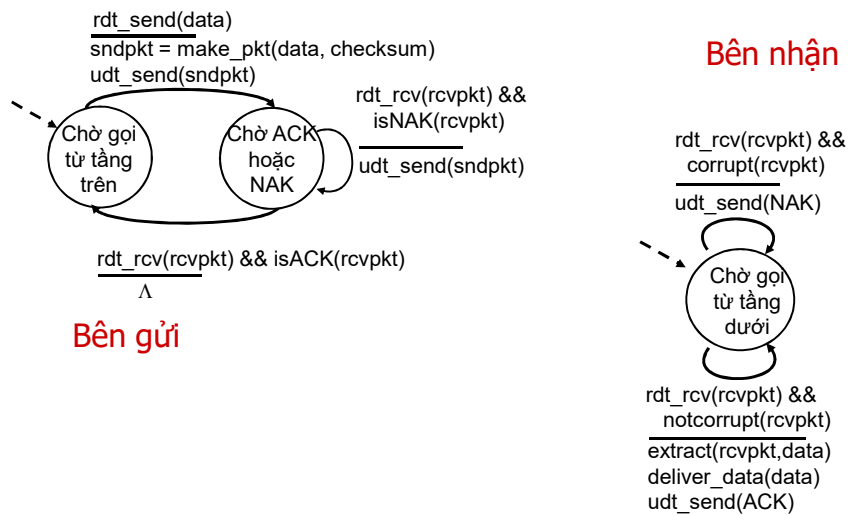 rdt_send(data)
sndpkt = make_pkt(data, checksum)
udt_send(sndpkt)
Chờ gọi
từ tầng
trên
Chờ ACK
hoặc
NAK
rdt_rcv(rcvpkt) &&
isNAK(rcvpkt)
udt_send(sndpkt)
rdt_rcv(rcvpkt) && isACK(rcvpkt)
Λ
Bên gửi
Bên nhận
rdt_rcv(rcvpkt) &&
corrupt(rcvpkt)
udt_send(NAK)
Chờ gọi
từ tầng
dưới
rdt_rcv(rcvpkt) &&
notcorrupt(rcvpkt)
extract(rcvpkt,data)
deliver_data(data)
udt_send(ACK)